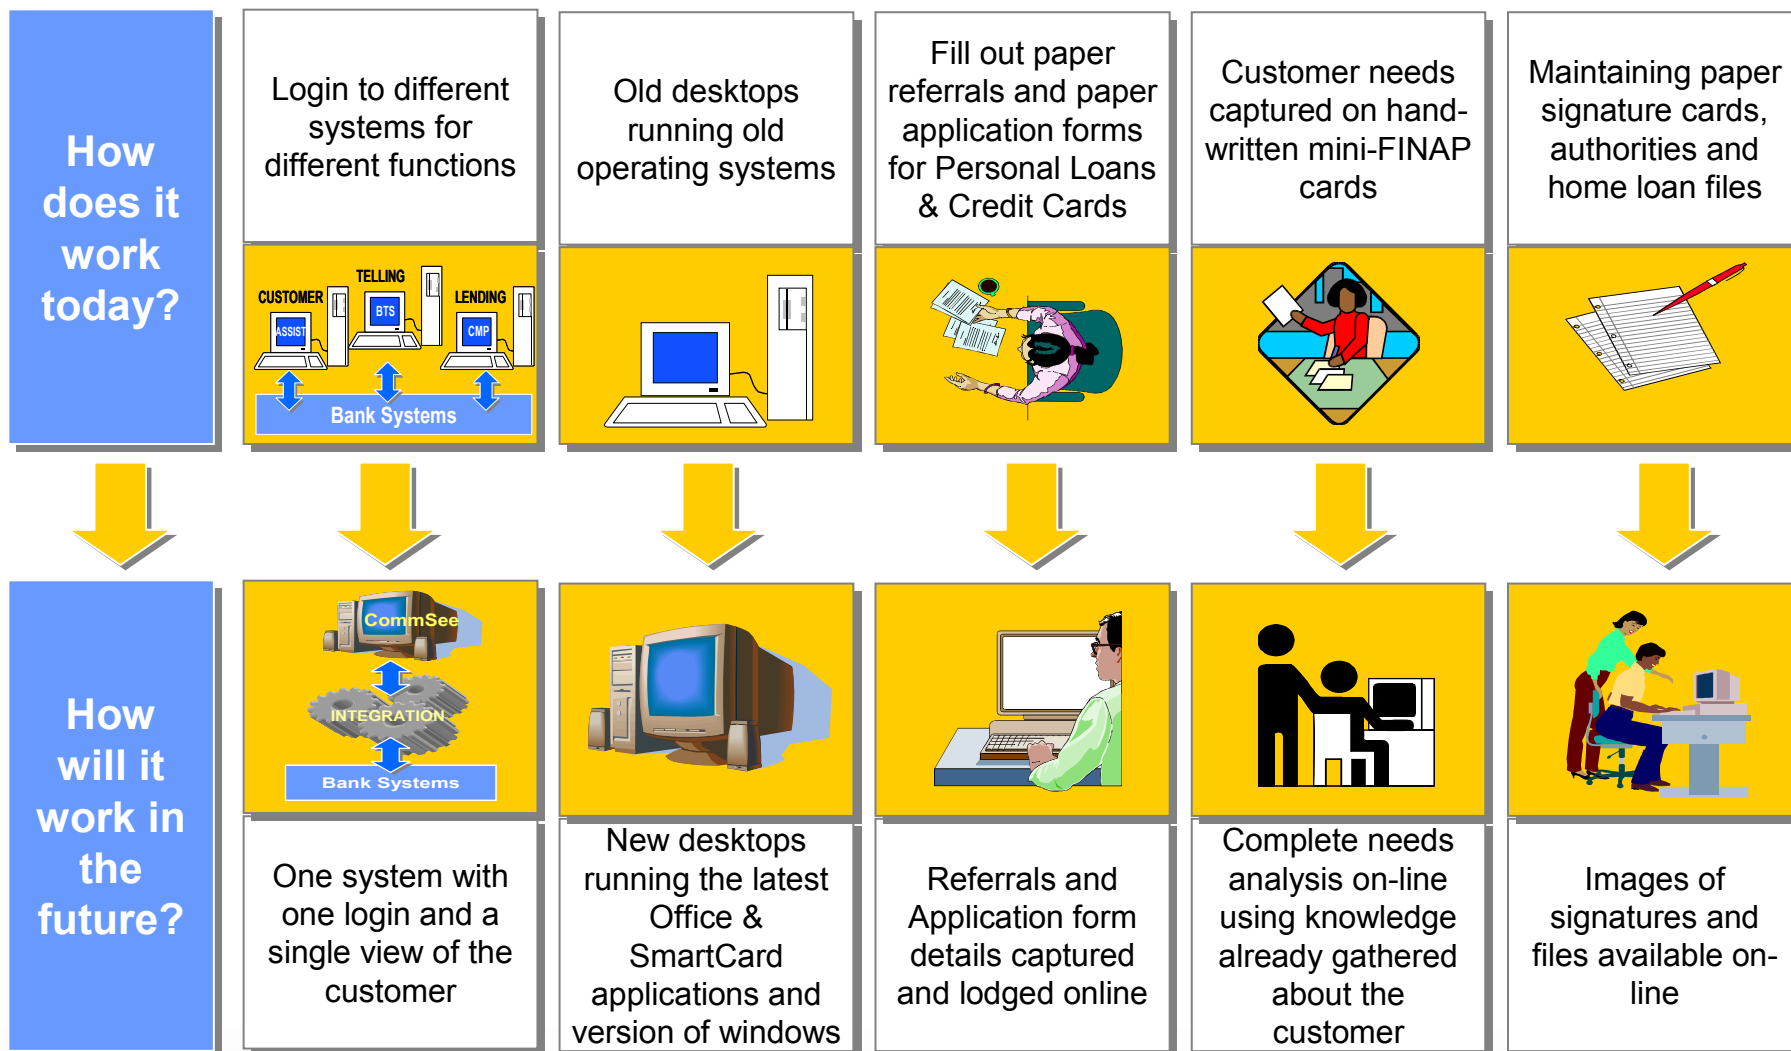 How
does it
work
today?
Login to different
systems for
different functions
CUSTOMER
TELLING
LENDING
ASSIST
BTS
CMP
Bank Systems
Old desktops
running old
operating systems
Fill out paper
referrals and paper
application forms
for Personal Loans
& Credit Cards
Customer needs
captured on hand-
written mini-FINAP
cards
Maintaining paper
signature cards,
authorities and
home loan files
How
will it
work in
the
future?
CommSee
INTEGRATION
Bank Systems
One system with
one login and a
single view of the
customer
New desktops
running the latest
Office &
SmartCard
applications and
version of windows
Referrals and
Application form
details captured
and lodged online
Complete needs
analysis on-line
using knowledge
already gathered
about the
customer
Images of
signatures and
files available on-
line